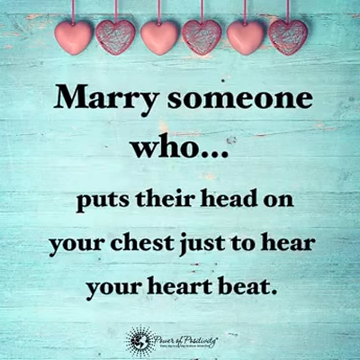 Marry someone
who...
puts their head on
your chest just to hear
your heart beat.
Power of Positivity